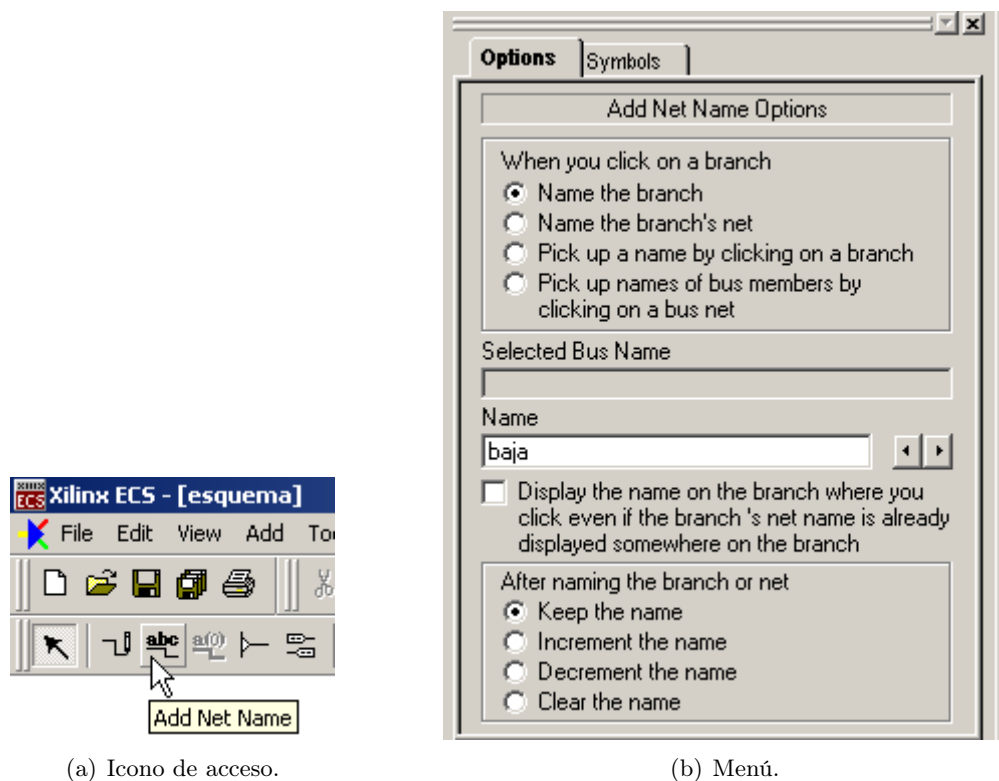 Xilinx ECS - [esquema]
File Edit View Add
abc
Add Net Name
(a) Icono de acceso.
Options Symbols
Add Net Name Options
When you click on a branch
Name the branch
Name the branch's net
Pick up a name by clicking on a branch
Pick up names of bus members by
clicking on a bus net
Selected Bus Name
Name
baja
Display the name on the branch where you
click even if the branch 's net name is already
displayed somewhere on the branch
After naming the branch or net
Keep the name
Increment the name
Decrement the name
Clear the name
(b) Menú.